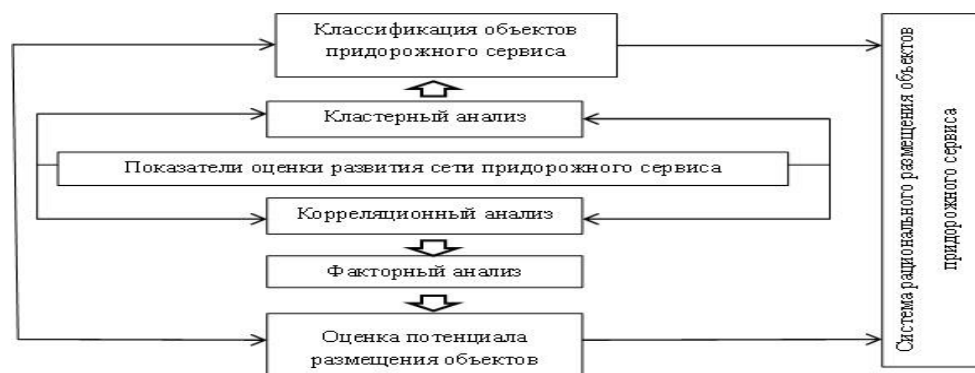 Классификация объектов
придорожного сервиса
Кластерный анализ
Показатели оценки развития сети придорожного сервиса
Корреляционный анализ
Факторный анализ
Оценка потенциала
размещения объектов
Система рационального размещения объектов
придорожного сервиса